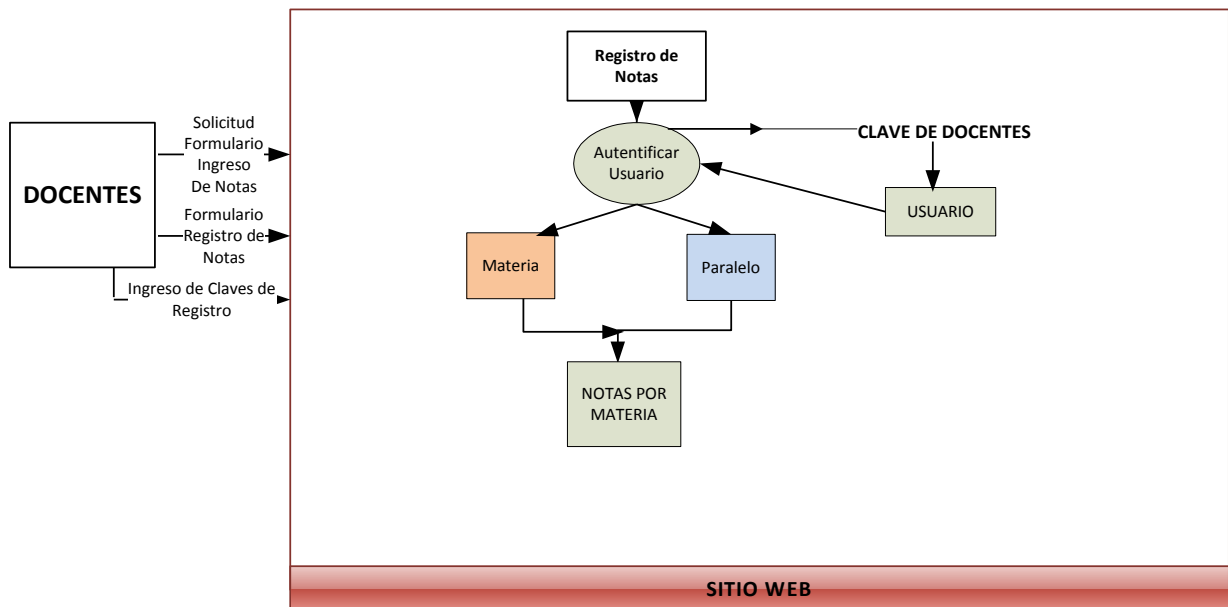 DOCENTES
Solicitud
Formulario
Ingreso
De Notas
Formulario
Registro de
Notas
Ingreso de Claves de
Registro
Registro de
Notas
Autentificar
Usuario
CLAVE DE DOCENTES
USUARIO
Materia
Paralelo
NOTAS POR
MATERIA
SITIO WEB